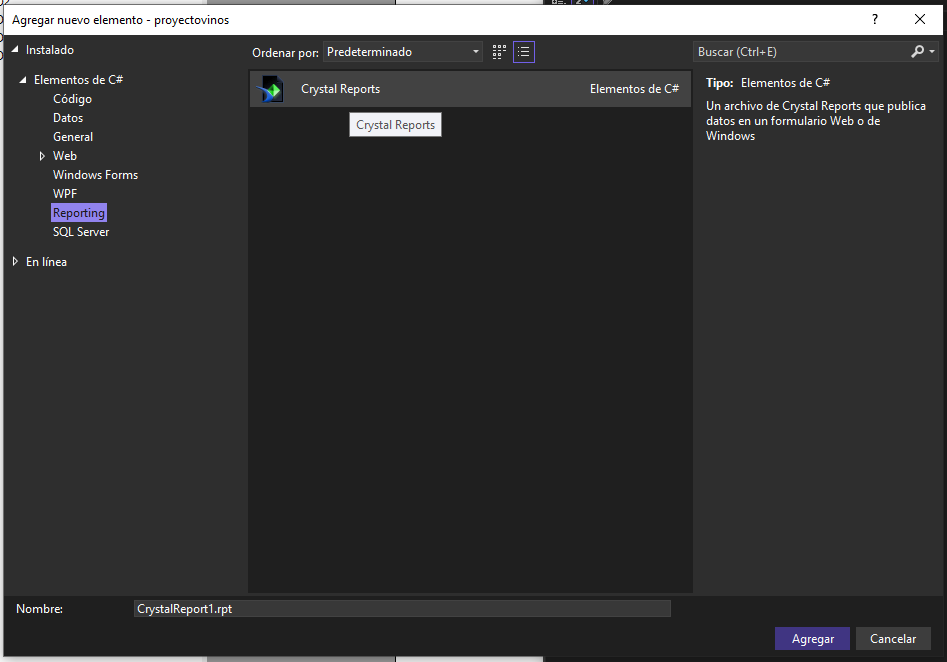 Agregar nuevo elemento - proyectovinos
?
Instalado
Ordenar por: Predeterminado
Buscar (Ctrl+E)
Elementos de C#
Código
Datos
General
Web
Windows Forms
WPF
Reporting
SQL Server
En línea
Crystal Reports Elementos de C#
Crystal Reports
Tipo: Elementos de C#
Un archivo de Crystal Reports que publica
datos en un formulario Web o de
Windows
Nombre: CrystalReport1.rpt
Agregar Cancelar